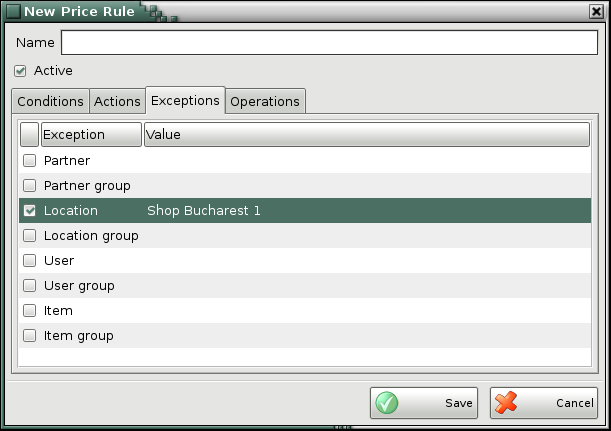 New Price Rule
Name
Active
Conditions Actions Exceptions Operations
Exception Value
Partner
Partner group
Location Shop Bucharest 1
Location group
User
User group
Item
Item group
Save Cancel